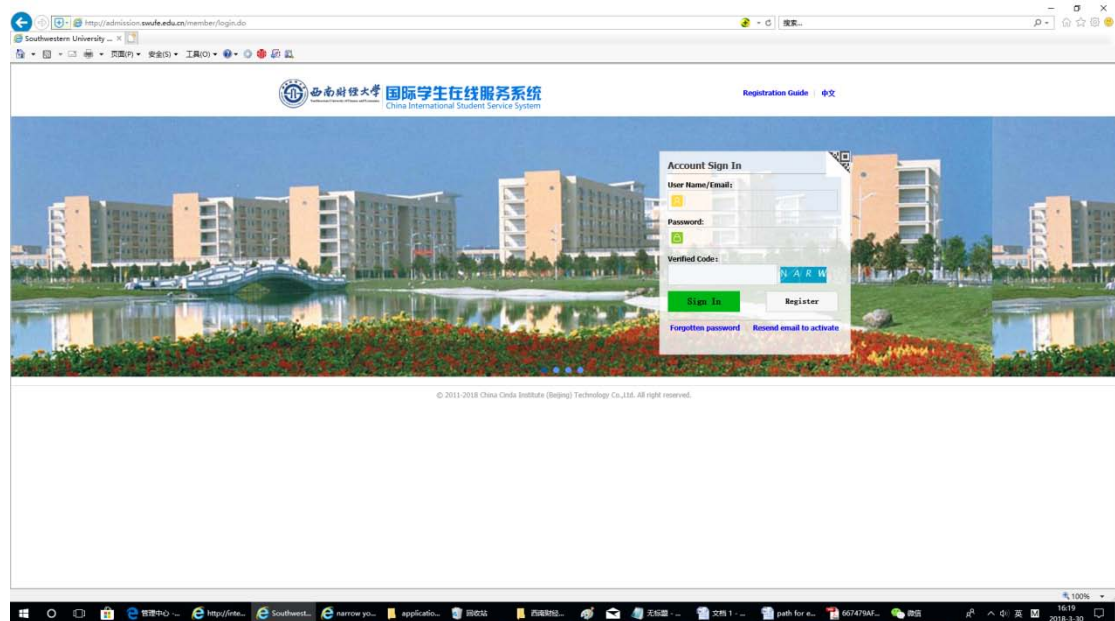 http://admission.swufe.edu.cn/member/login.do
搜索...
Southwestern University ...
页面(P) 安全(S) 工具(O)
西南财经大学 国际学生在线服务系统
China International Student Service System
Registration Guide 中文
Account Sign In
User Name/Email:
Password:
Verified Code:
N A R W
Sign In Register
Forgotten password Resend email to activate
© 2011-2018 China Cinda Institute (Beijing) Technology Co.,Ltd. All right reserved.
100%
管理中心 -... http://inte... Southwest... narrow yo... applicatio... 回收站 西南财经... 无标题 - ... 文档 1 - ... path for e... 667479AF... 微信 英 M 16:19
2018-3-30